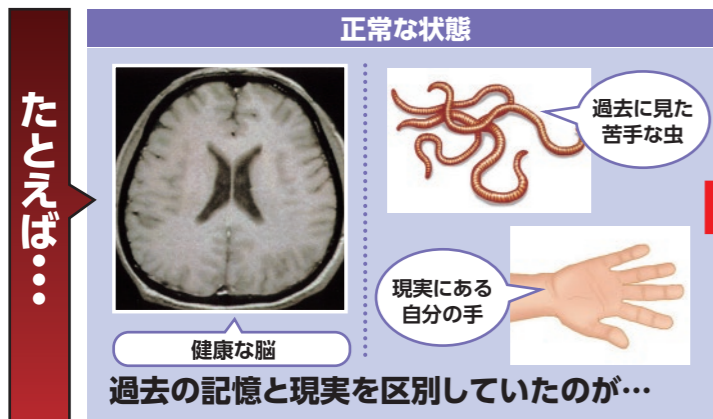 たとえば…
正常な状態
過去に見た
苦手な虫
現実にある
自分の手
健康な脳
過去の記憶と現実を区別していたのが…